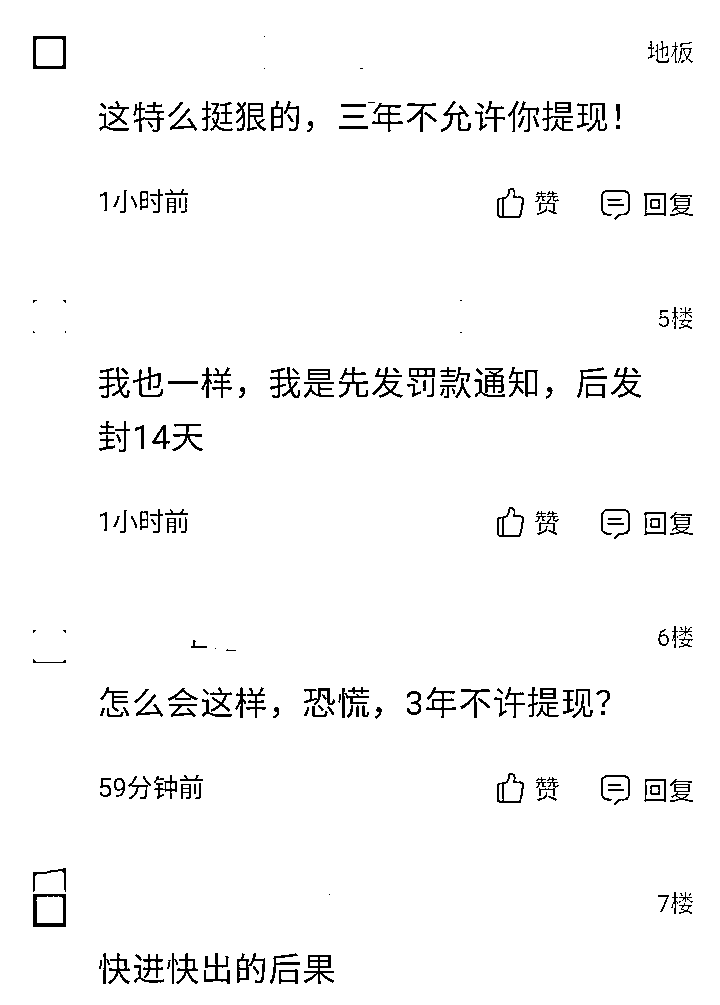 地板
这特么挺狠的，三年不允许你提现！
1小时前 赞 回复
5楼
我也一样，我是先发罚款通知，后发
封14天
1小时前 赞 回复
6楼
怎么会这样，恐慌，3年不许提现？
59分钟前 赞 回复
7楼
快进快出的后果